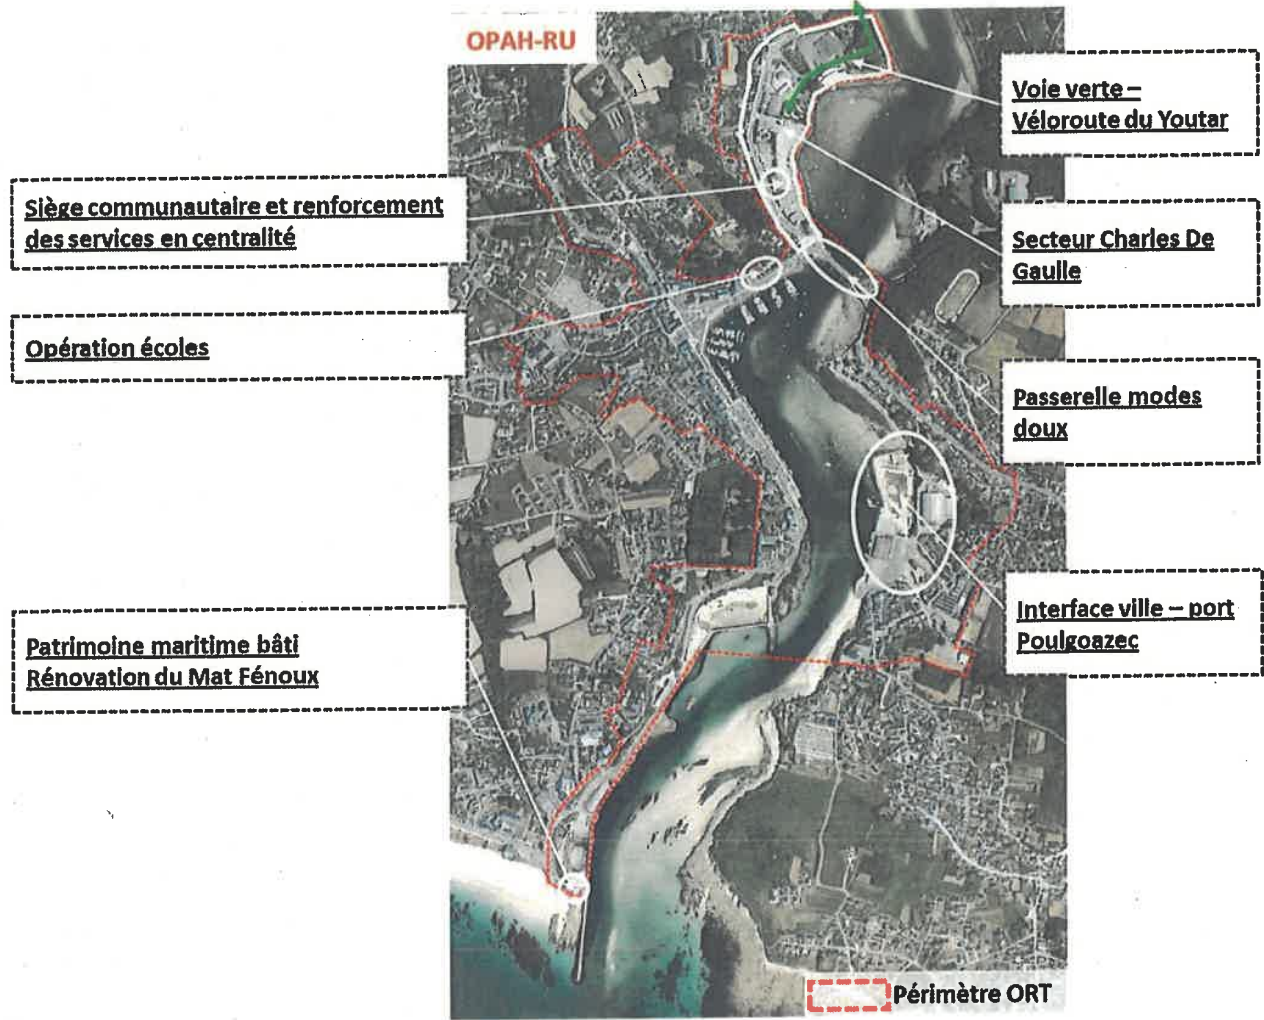 OPAH-RU
Voie verte –
Véloroute du Youtar
Siège communautaire et renforcement
des services en centralité
Secteur Charles De
Gaulle
Opération écoles
Passerelle modes
doux
Interface ville – port
Poulgoazec
Patrimoine maritime bâti
Rénovation du Mat Fénoux
Périmètre ORT